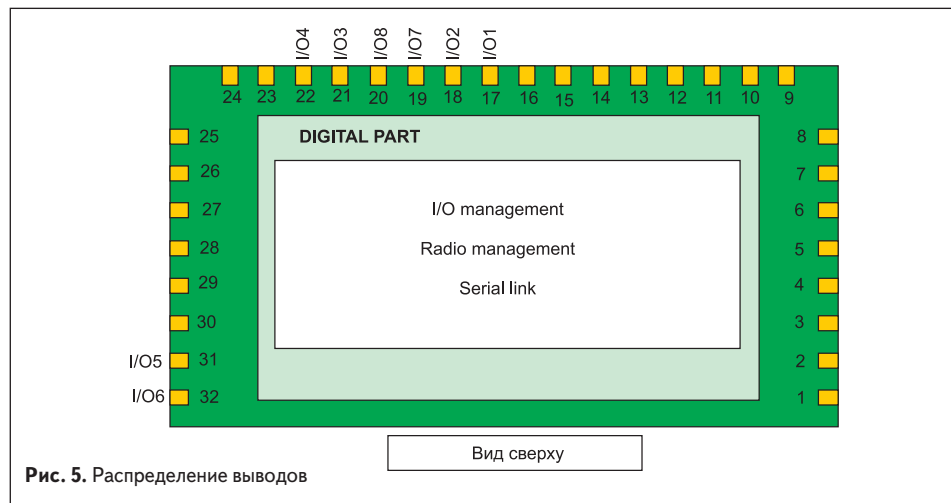 I/O4 I/O3 I/O8 I/O7 I/O2 I/O1
24 23 22 21 20 19 18 17 16 15 14 13 12 11 10 9
25 DIGITAL PART 8
26 7
27 I/O management 6
28 Radio management 5
29 Serial link 4
30 3
I/O5 31 2
I/O6 32 1
Вид сверху
Рис. 5. Распределение выводов